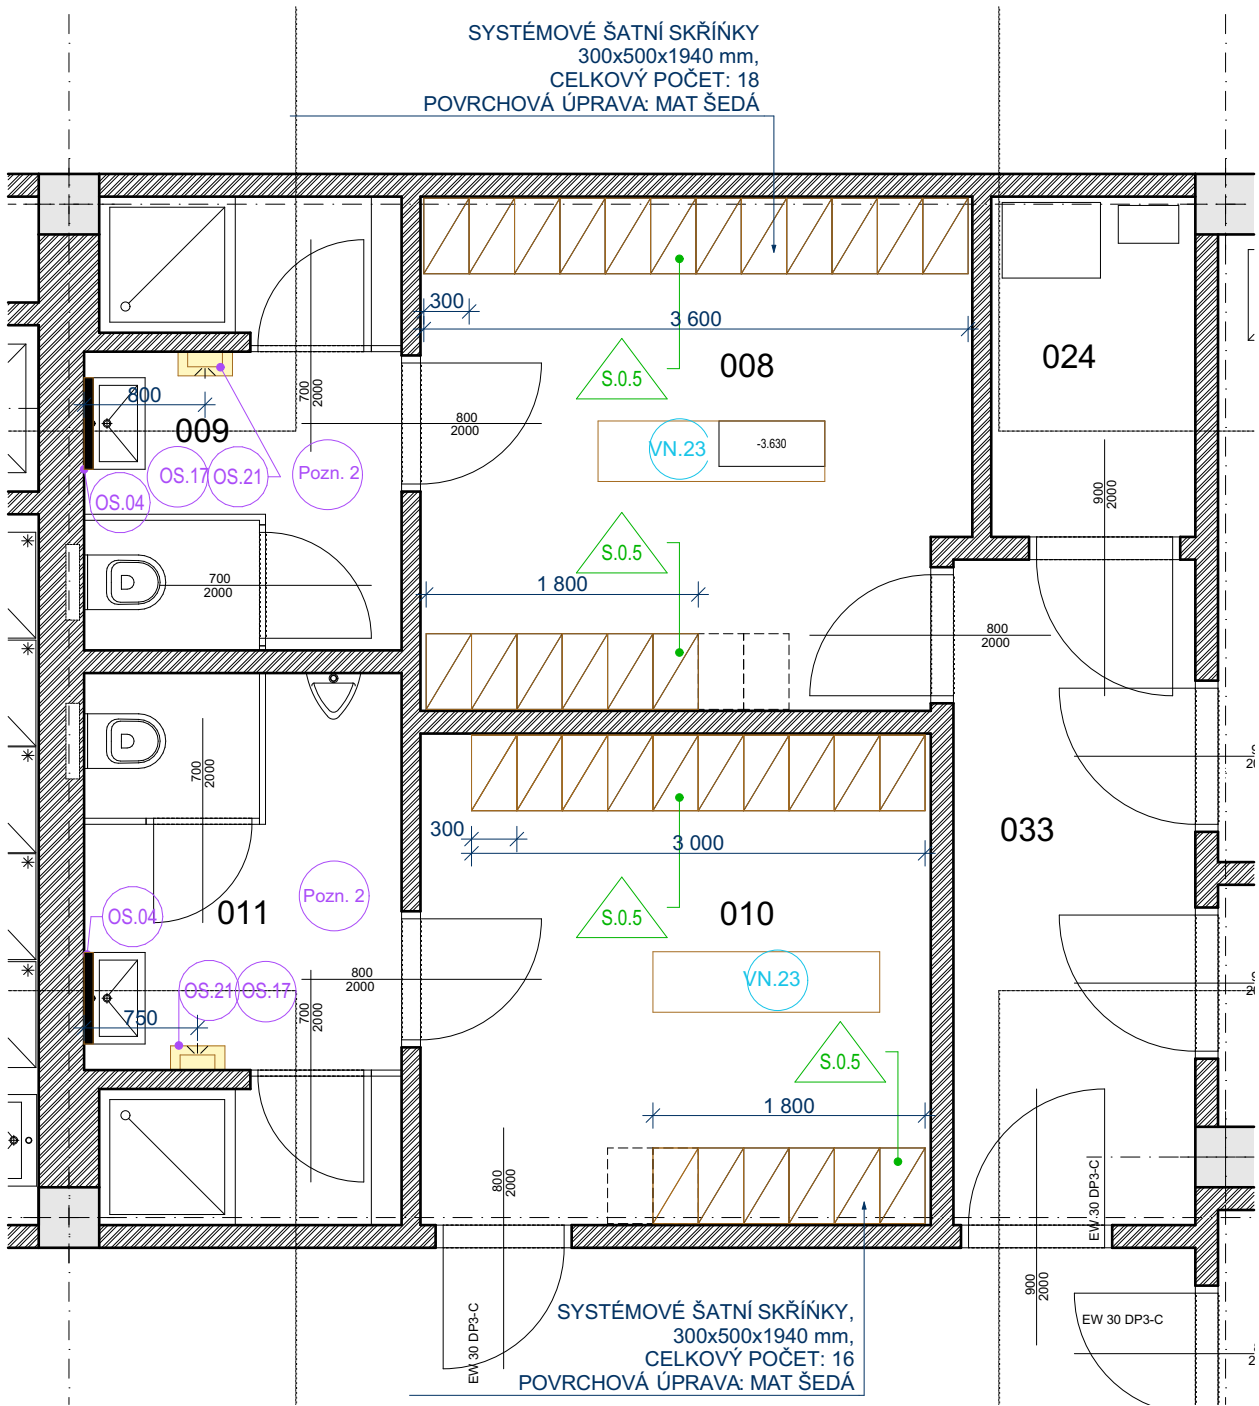 SYSTÉMOVÉ ŠATNÍ SKŘÍŃKY
300x500x1940 mm,
CELKOVÝ POČET: 18
POVRCHOVÁ ÚPRAVA: MAT ŠEDÁ
300
3 600
S.0.5
008
024
700
2000
800
009
800
2000
VN.23
-3.630
OS.17
OS.21
Pozn. 2
OS.04
900
2000
S.0.5
1 800
700
2000
800
2000
700
2000
300
3 000
033
S.0.5
010
Pozn. 2
OS.04
011
800
2000
VN.23
OS.21
OS.17
750
700
2000
S.0.5
1 800
800
2000
EW 30 DP3-C
EW 30 DP3-C
900
2000
EW 30 DP3-C
SYSTÉMOVÉ ŠATNÍ SKŘÍŃKY,
300x500x1940 mm,
CELKOVÝ POČET: 16
POVRCHOVÁ ÚPRAVA: MAT ŠEDÁ